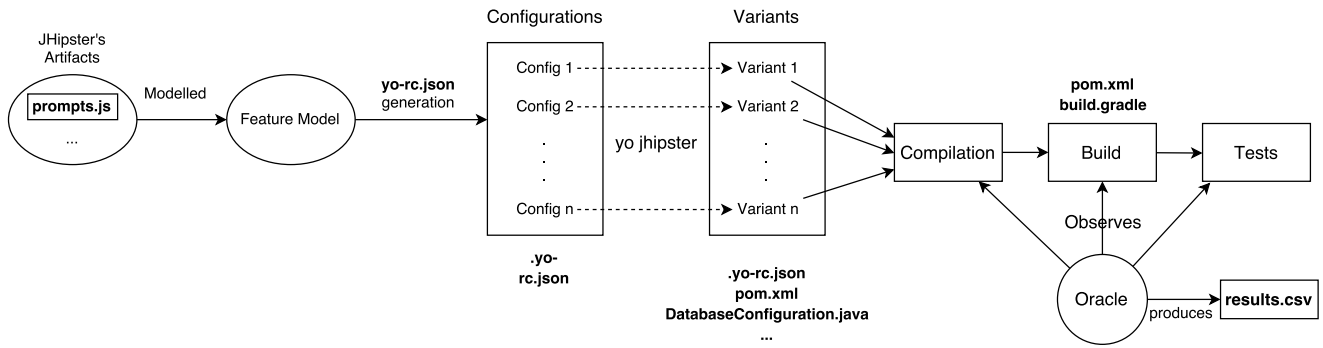 JHipster's
Artifacts
prompts.js
...
Modelled
Feature Model
yo-rc.json
generation
Configurations
Config 1
Config 2
.
.
.
Config n
.yo-
rc.json
yo jhipster
Variants
Variant 1
Variant 2
.
.
.
Variant n
.yo-rc.json
pom.xml
DatabaseConfiguration.java
...
Compilation
pom.xml
build.gradle
Build
Tests
Observes
Oracle
produces
results.csv